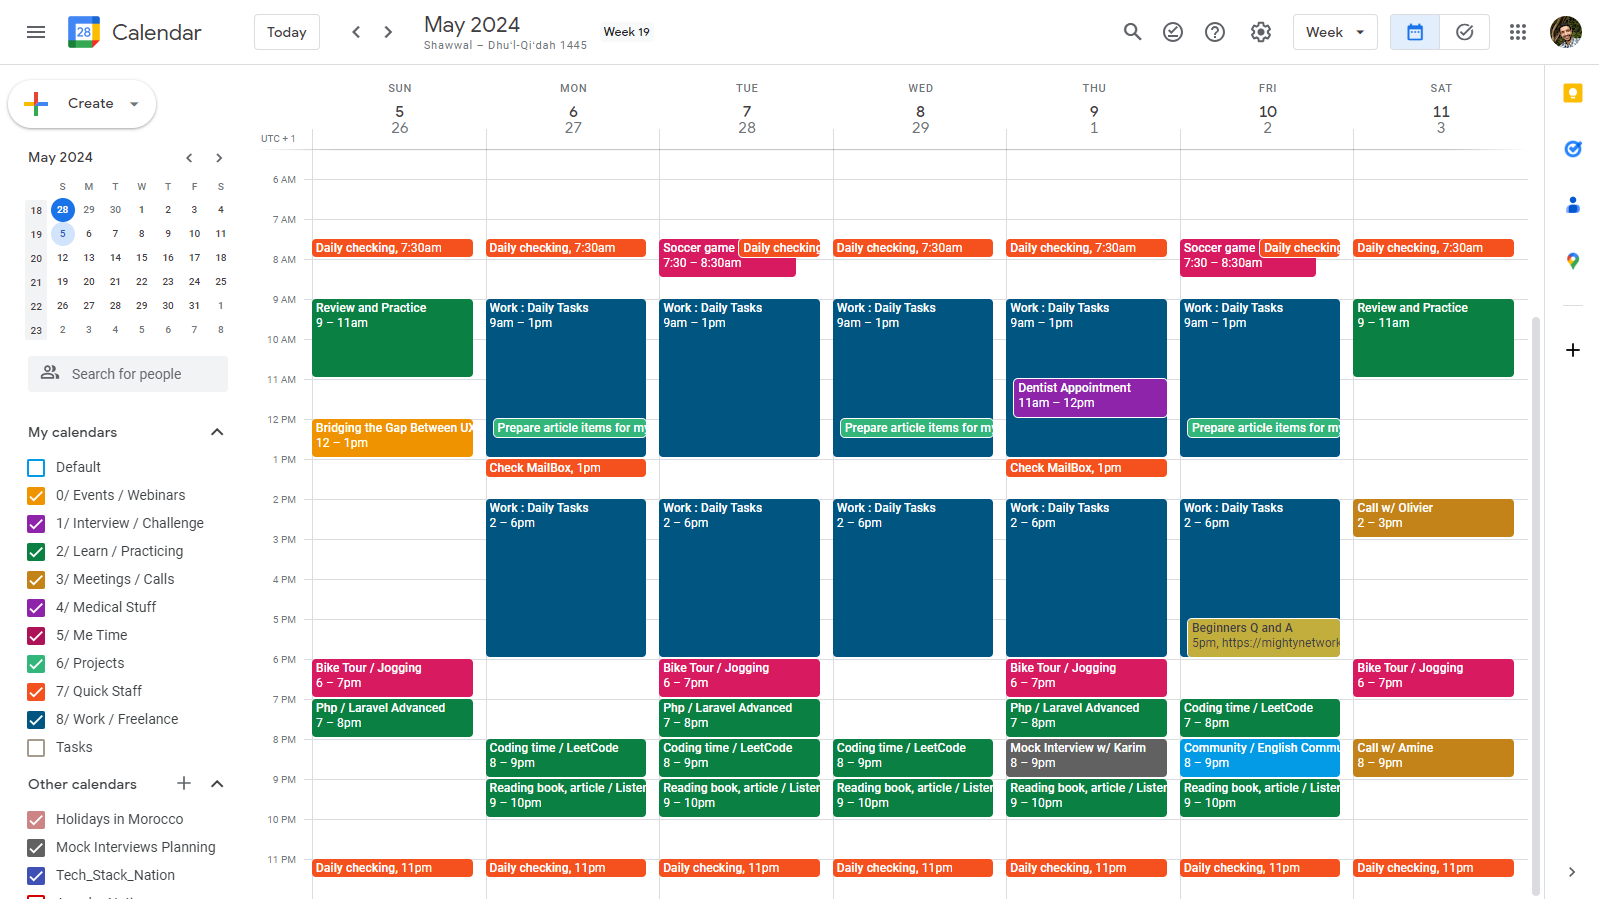 28 Calendar
Today
May 2024
Shawwal – Dhuʻl-Qiʻdah 1445
Week 19
Week
Create
May 2024
S M T W T F S
18 28 29 30 1 2 3 4
19 5 6 7 8 9 10 11
20 12 13 14 15 16 17 18
21 19 20 21 22 23 24 25
22 26 27 28 29 30 31 1
23 2 3 4 5 6 7 8
Search for people
My calendars
Default
0/ Events / Webinars
1/ Interview / Challenge
2/ Learn / Practicing
3/ Meetings / Calls
4/ Medical Stuff
5/ Me Time
6/ Projects
7/ Quick Staff
8/ Work / Freelance
Tasks
Other calendars
Holidays in Morocco
Mock Interviews Planning
Tech_Stack_Nation
UTC + 1
6 AM
7 AM
8 AM
9 AM
10 AM
11 AM
12 PM
1 PM
2 PM
3 PM
4 PM
5 PM
6 PM
7 PM
8 PM
9 PM
10 PM
11 PM
SUN
5
26
Daily checking, 7:30am
Review and Practice
9 – 11am
Bridging the Gap Between UX
12 – 1pm
Bike Tour / Jogging
6 – 7pm
Php / Laravel Advanced
7 – 8pm
Daily checking, 11pm
MON
6
27
Daily checking, 7:30am
Work : Daily Tasks
9am – 1pm
Prepare article items for my
Check MailBox, 1pm
Work : Daily Tasks
2 – 6pm
Coding time / LeetCode
8 – 9pm
Reading book, article / Listen
9 – 10pm
Daily checking, 11pm
TUE
7
28
Soccer game
7:30 – 8:30am
Daily checking
Work : Daily Tasks
9am – 1pm
Work : Daily Tasks
2 – 6pm
Bike Tour / Jogging
6 – 7pm
Php / Laravel Advanced
7 – 8pm
Coding time / LeetCode
8 – 9pm
Reading book, article / Listen
9 – 10pm
Daily checking, 11pm
WED
8
29
Daily checking, 7:30am
Work : Daily Tasks
9am – 1pm
Prepare article items for my
Work : Daily Tasks
2 – 6pm
Coding time / LeetCode
8 – 9pm
Reading book, article / Listen
9 – 10pm
Daily checking, 11pm
THU
9
1
Daily checking, 7:30am
Work : Daily Tasks
9am – 1pm
Dentist Appointment
11am – 12pm
Check MailBox, 1pm
Work : Daily Tasks
2 – 6pm
Bike Tour / Jogging
6 – 7pm
Php / Laravel Advanced
7 – 8pm
Mock Interview w/ Karim
8 – 9pm
Reading book, article / Listen
9 – 10pm
Daily checking, 11pm
FRI
10
2
Soccer game
7:30 – 8:30am
Daily checking
Work : Daily Tasks
9am – 1pm
Prepare article items for my
Work : Daily Tasks
2 – 6pm
Beginners Q and A
5pm, https://mightynetwork
Coding time / LeetCode
7 – 8pm
Community / English Commu
8 – 9pm
Reading book, article / Listen
9 – 10pm
Daily checking, 11pm
SAT
11
3
Daily checking, 7:30am
Review and Practice
9 – 11am
Call w/ Olivier
2 – 3pm
Bike Tour / Jogging
6 – 7pm
Call w/ Amine
8 – 9pm
Daily checking, 11pm